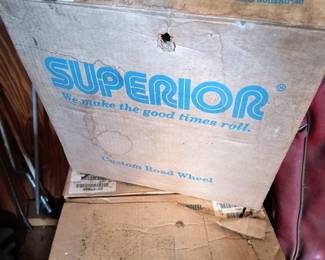 SUPERIOR®
We make the good times roll.
Custom Road Wheel